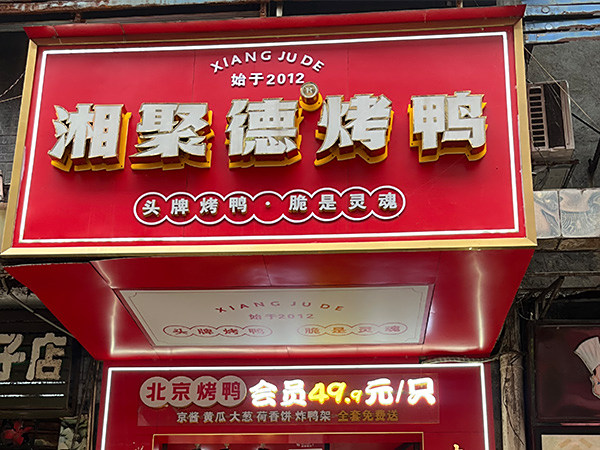 XIANG JU DE
始于2012
湘聚德烤鸭
头牌烤鸭·脆是灵魂
XIANG JU DE
始于2012
头牌烤鸭 脆是灵魂
子店
北京烤鸭 会员49.9元/只
京酱 黄瓜 大葱 荷香饼 炸鸭架 全套免费送